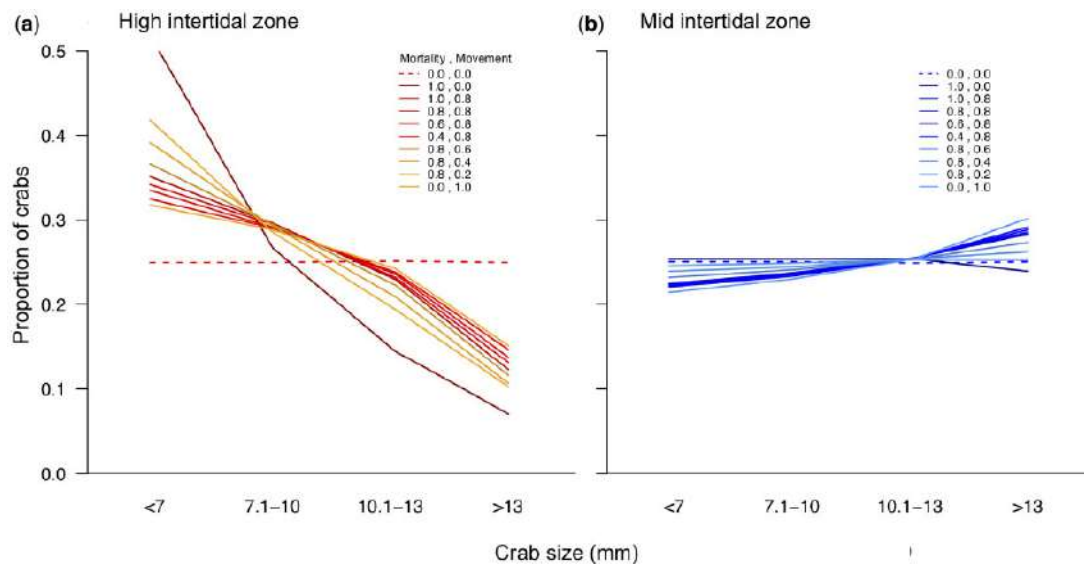 (a) High intertidal zone
(b) Mid intertidal zone
Proportion of crabs
0.5
0.4
0.3
0.2
0.1
0.0
Mortality , Movement
0.0 , 0.0
1.0 , 0.0
1.0 , 0.8
0.8 , 0.8
0.6 , 0.8
0.4 , 0.8
0.8 , 0.6
0.8 , 0.4
0.8 , 0.2
0.0 , 1.0
0.0 , 0.0
1.0 , 0.0
1.0 , 0.8
0.8 , 0.8
0.6 , 0.8
0.4 , 0.8
0.8 , 0.6
0.8 , 0.4
0.8 , 0.2
0.0 , 1.0
<7 7.1–10 10.1–13 >13
<7 7.1–10 10.1–13 >13
Crab size (mm)